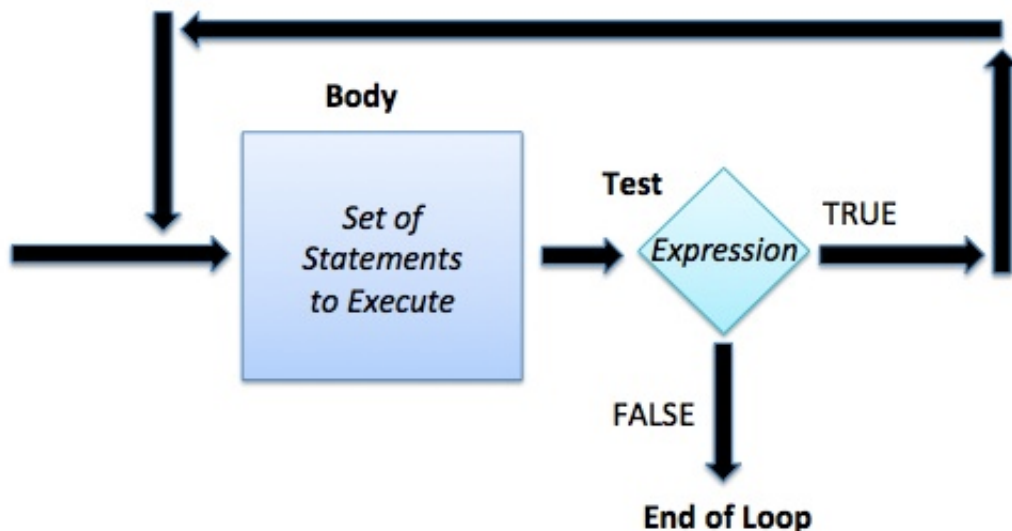 Body
Set of
Statements
to Execute
Test
Expression
TRUE
FALSE
End of Loop